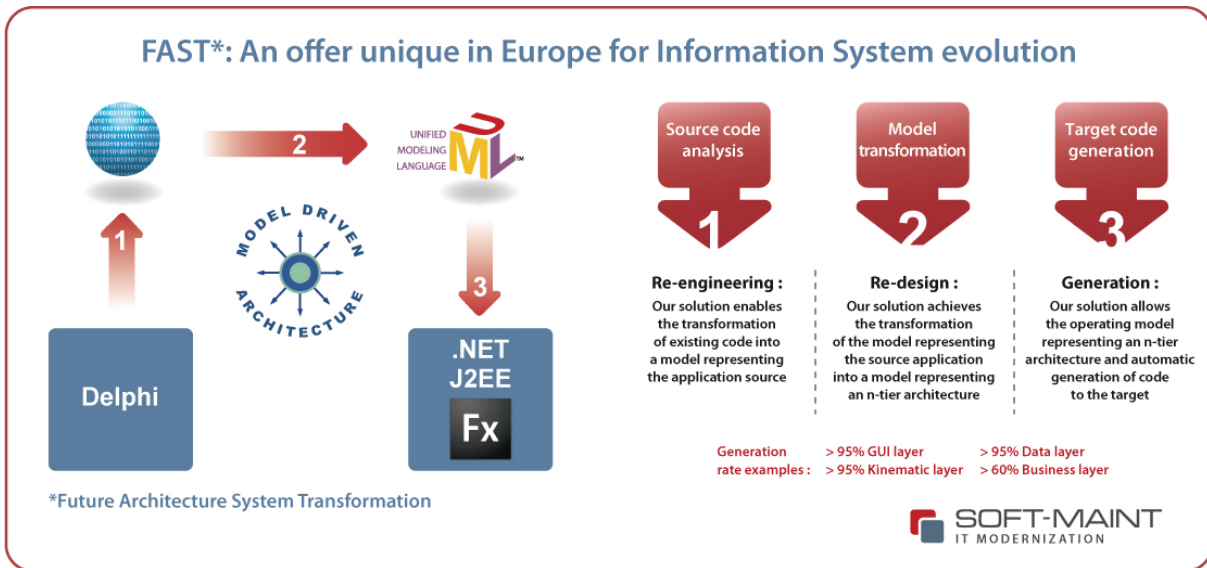 FAST*: An offer unique in Europe for Information System evolution
2
UNIFIED
MODELING
LANGUAGE
UML™
1
MODEL DRIVEN
ARCHITECTURE
3
Delphi
.NET
J2EE
Fx
*Future Architecture System Transformation
Source code
analysis
1
Model
transformation
2
Target code
generation
3
Re-engineering :
Our solution enables
the transformation
of existing code into
a model representing
the application source
Re-design :
Our solution achieves
the transformation
of the model representing
the source application
into a model representing
an n-tier architecture
Generation :
Our solution allows
the operating model
representing an n-tier
architecture and automatic
generation of code
to the target
Generation > 95% GUI layer > 95% Data layer
rate examples : > 95% Kinematic layer > 60% Business layer
SOFT-MAINT
IT MODERNIZATION